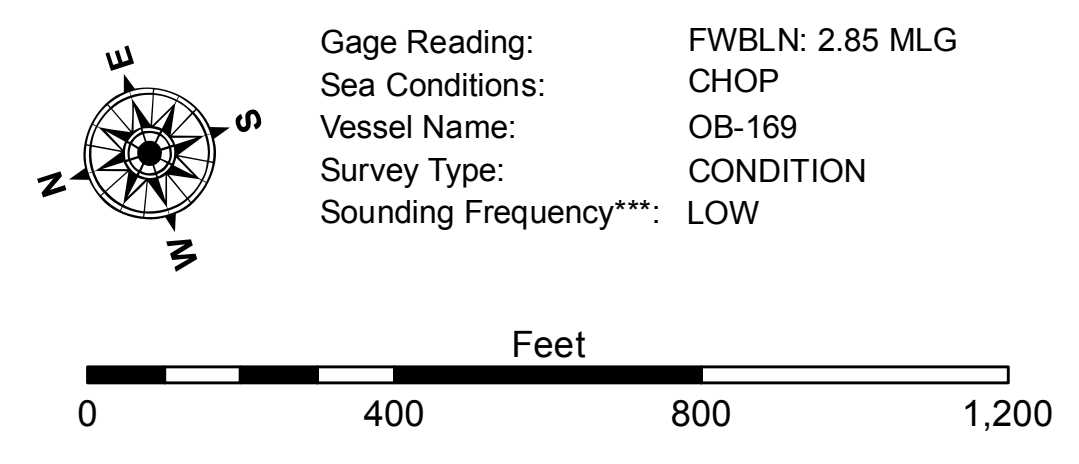 E
S
N
W
Gage Reading: FWBLN: 2.85 MLG
Sea Conditions: CHOP
Vessel Name: OB-169
Survey Type: CONDITION
Sounding Frequency***: LOW
Feet
0 400 800 1,200